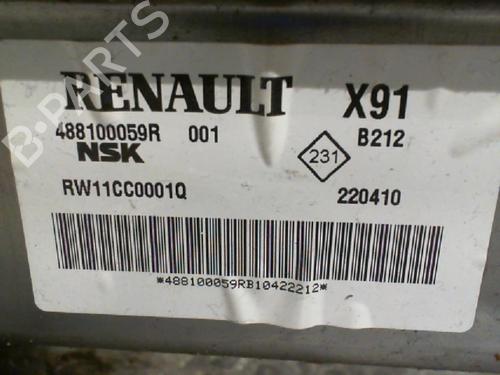 RENAULT X91
488100059R 001 B212
NSK 231
RW11CC0001Q 220410
*488100059RB10422212*
B-PARTS